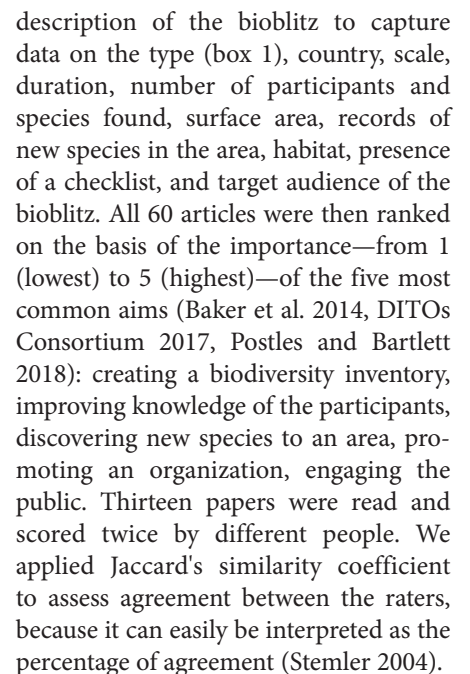 description of the bioblitz to capture
data on the type (box 1), country, scale,
duration, number of participants and
species found, surface area, records of
new species in the area, habitat, presence
of a checklist, and target audience of the
bioblitz. All 60 articles were then ranked
on the basis of the importance—from 1
(lowest) to 5 (highest)—of the five most
common aims (Baker et al. 2014, DITOs
Consortium 2017, Postles and Bartlett
2018): creating a biodiversity inventory,
improving knowledge of the participants,
discovering new species to an area, pro-
moting an organization, engaging the
public. Thirteen papers were read and
scored twice by different people. We
applied Jaccard's similarity coefficient
to assess agreement between the raters,
because it can easily be interpreted as the
percentage of agreement (Stemler 2004).